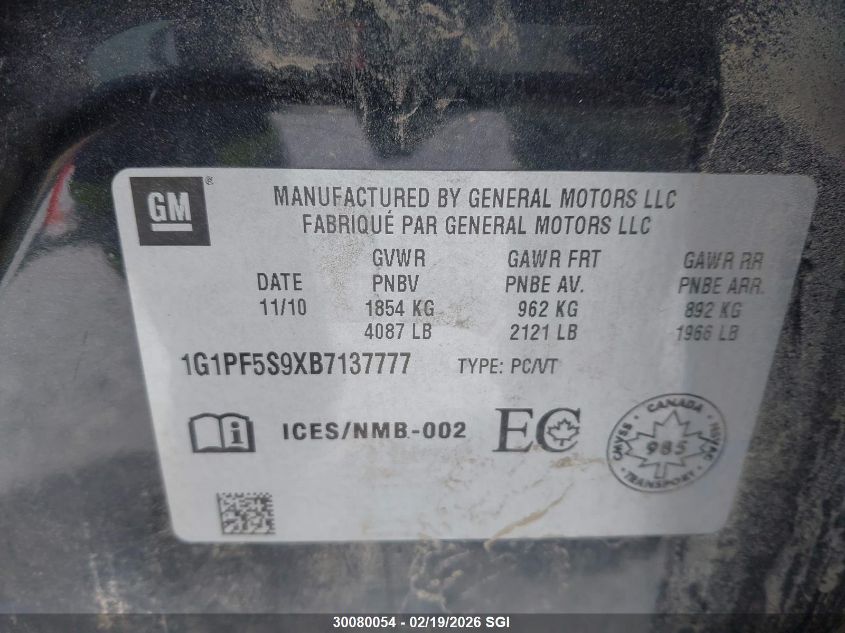 GM
MANUFACTURED BY GENERAL MOTORS LLC
FABRIQUÉ PAR GENERAL MOTORS LLC
DATE
11/10
GVWR
PNBV
1854 KG
4087 LB
GAWR FRT
PNBE AV.
962 KG
2121 LB
GAWR RR
PNBE ARR.
892 KG
1966 LB
1G1PF5S9XB7137777 TYPE: PC/VT
ICES/NMB-002
EC
CANADA
985
TRANSPORT
30080054 - 02/19/2026 SGI